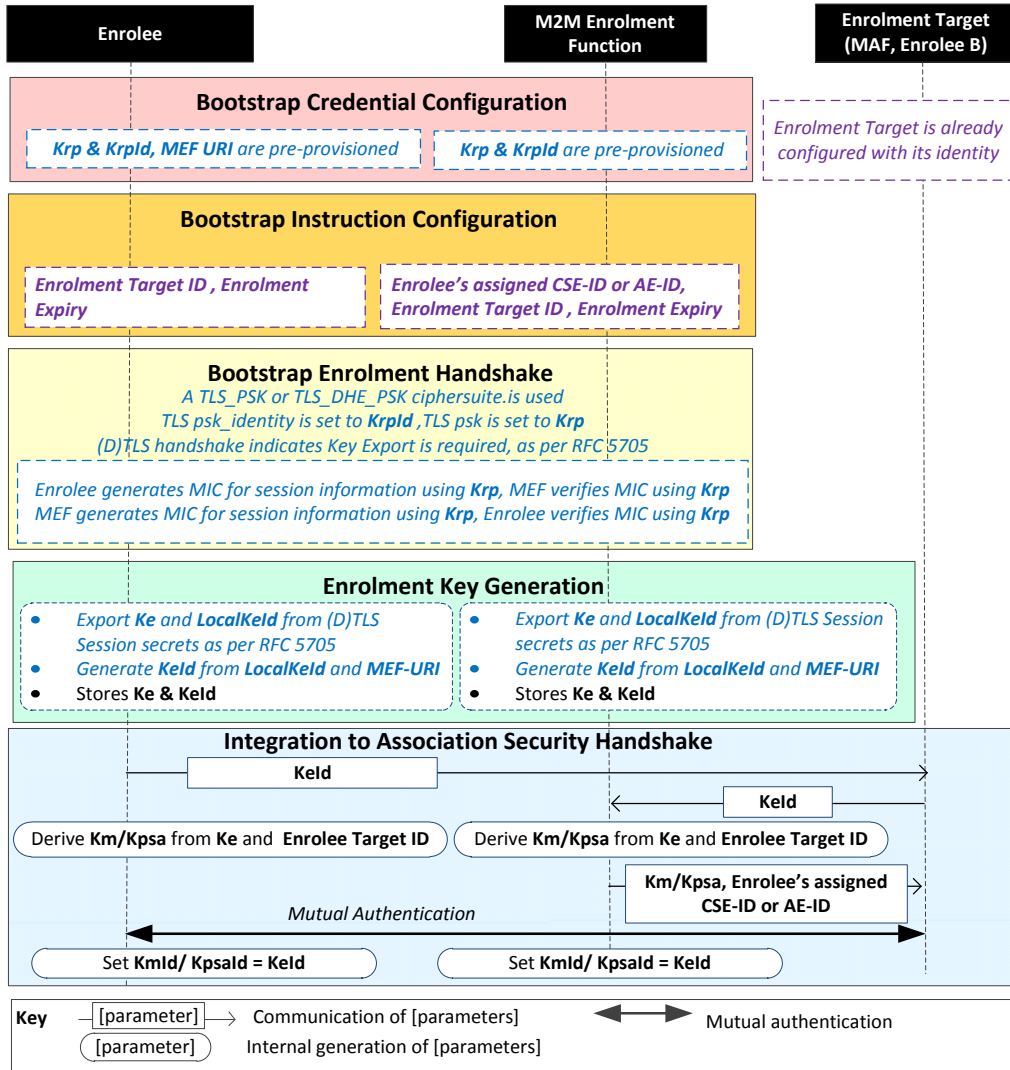 Enrolee
M2M Enrolment
Function
Enrolment Target
(MAF, Enrolee B)
Bootstrap Credential Configuration
Krp & KrpId, MEF URI are pre-provisioned
Krp & KrpId are pre-provisioned
Enrolment Target is already
configured with its identity
Bootstrap Instruction Configuration
Enrolment Target ID , Enrolment
Expiry
Enrolee's assigned CSE-ID or AE-ID,
Enrolment Target ID , Enrolment Expiry
Bootstrap Enrolment Handshake
A TLS_PSK or TLS_DHE_PSK ciphersuite.is used
TLS psk_identity is set to KrpId ,TLS psk is set to Krp
(D)TLS handshake indicates Key Export is required, as per RFC 5705
Enrolee generates MIC for session information using Krp, MEF verifies MIC using Krp
MEF generates MIC for session information using Krp, Enrolee verifies MIC using Krp
Enrolment Key Generation
• Export Ke and LocalKeId from (D)TLS
Session secrets as per RFC 5705
• Generate KeId from LocalKeId and MEF-URI
• Stores Ke & KeId
• Export Ke and LocalKeId from (D)TLS Session
secrets as per RFC 5705
• Generate KeId from LocalKeId and MEF-URI
• Stores Ke & KeId
Integration to Association Security Handshake
KeId
KeId
Derive Km/Kpsa from Ke and Enrolee Target ID
Derive Km/Kpsa from Ke and Enrolee Target ID
Km/Kpsa, Enrolee's assigned
CSE-ID or AE-ID
Mutual Authentication
Set KmId/ KpsaId = KeId
Set KmId/ KpsaId = KeId
Key
[parameter]
Communication of [parameters]
Mutual authentication
[parameter]
Internal generation of [parameters]